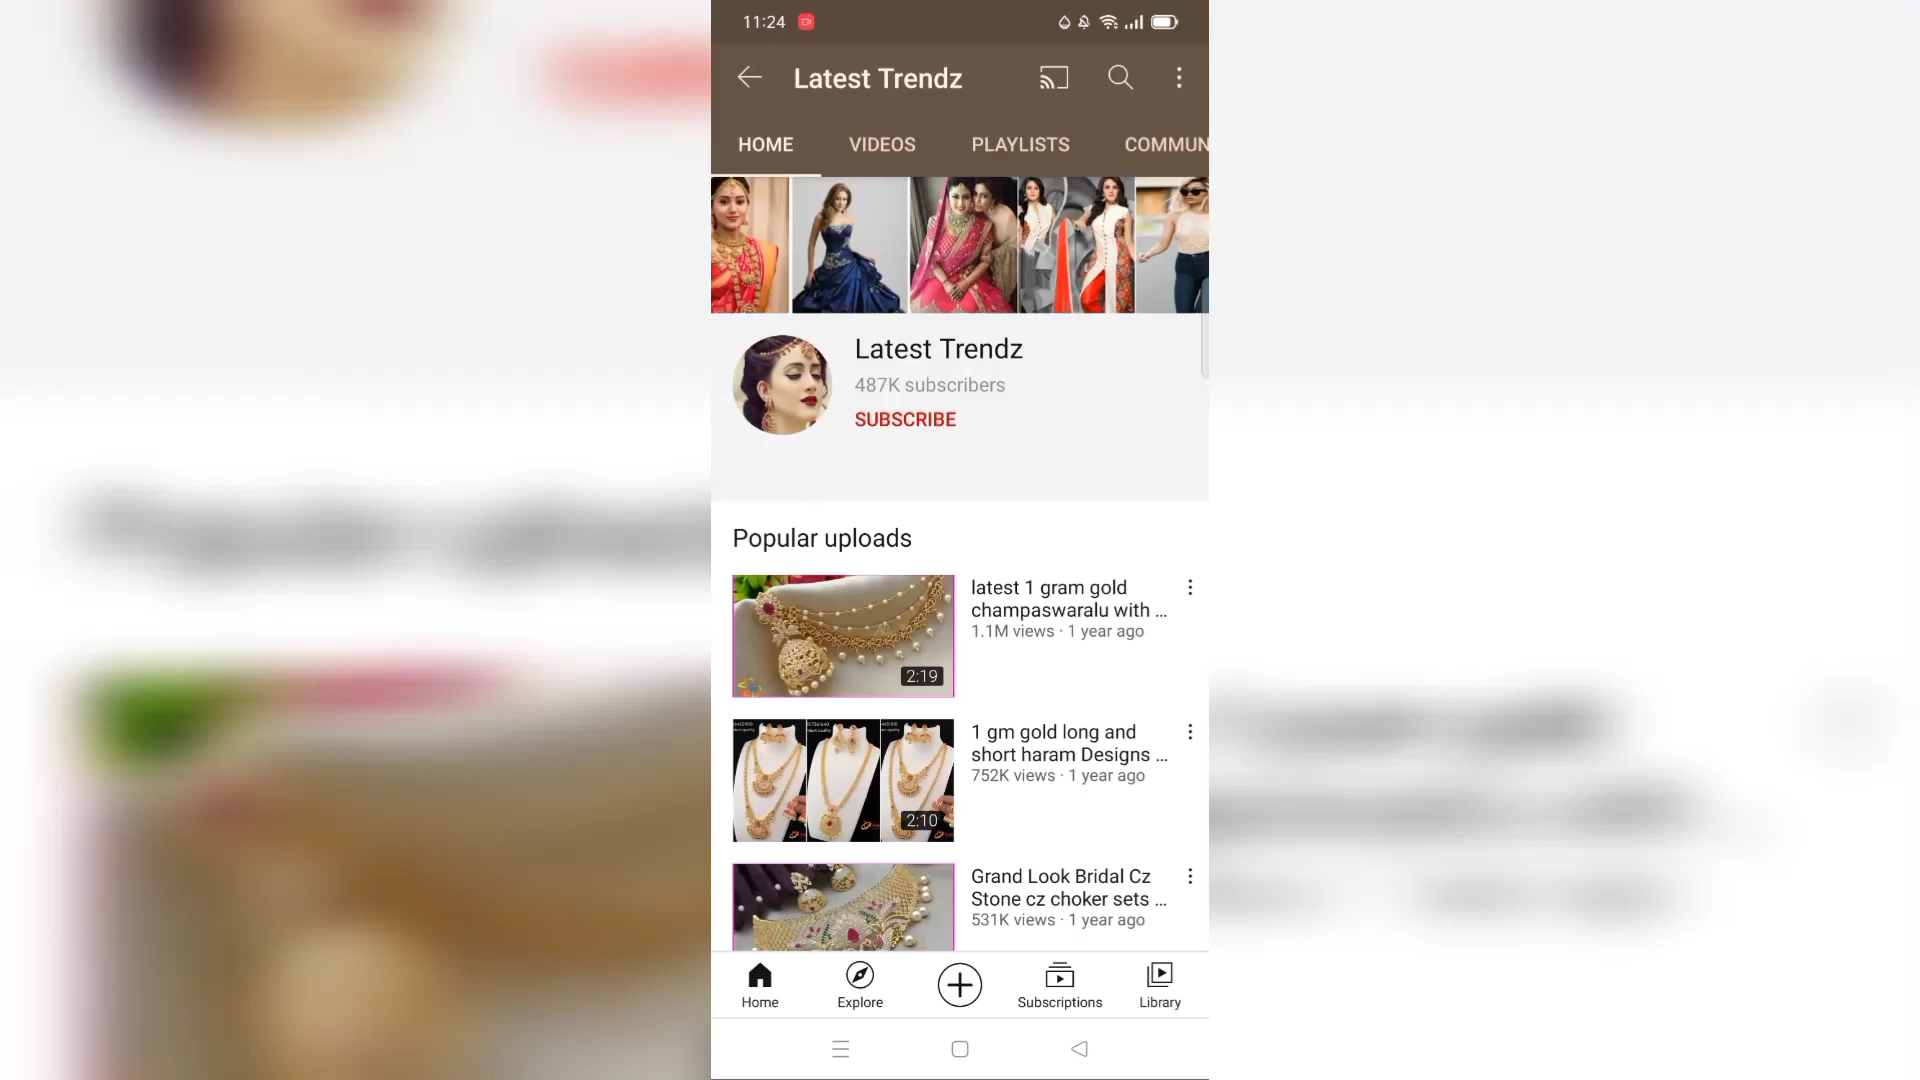 11:24
Latest Trendz
HOME VIDEOS PLAYLISTS COMMUN
Latest Trendz
487K subscribers
SUBSCRIBE
Popular uploads
latest 1 gram gold
champaswaralu with ...
1.1M views · 1 year ago
2:19
1 gm gold long and
short haram Designs ...
752K views · 1 year ago
2:10
Grand Look Bridal Cz
Stone cz choker sets ...
531K views · 1 year ago
Home Explore Subscriptions Library